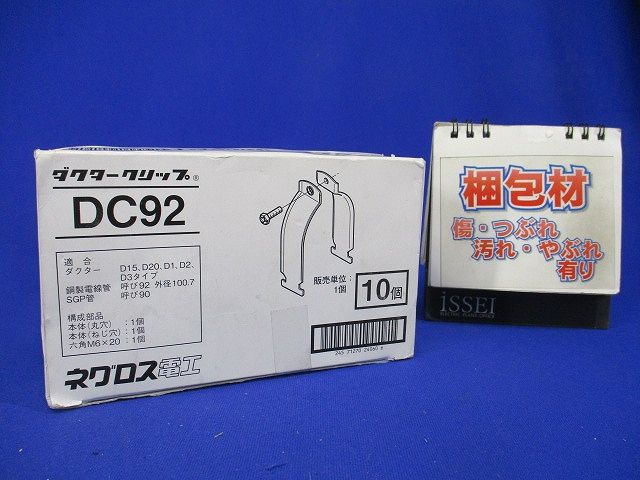 ダクタークリップ®
DC92
適合
ダクター D15、D20、D1、D2、
D3タイプ
鋼製電線管 呼び92 外径100.7
SGP管 呼び90
構成部品
本体(丸穴) :1個
本体(ねじ穴) :1個
六角M6×20 :1個
販売単位:
1個
10個
ネグロス電工
梱包材
傷・つぶれ
汚れ・やぶれ
有り
iSSEI